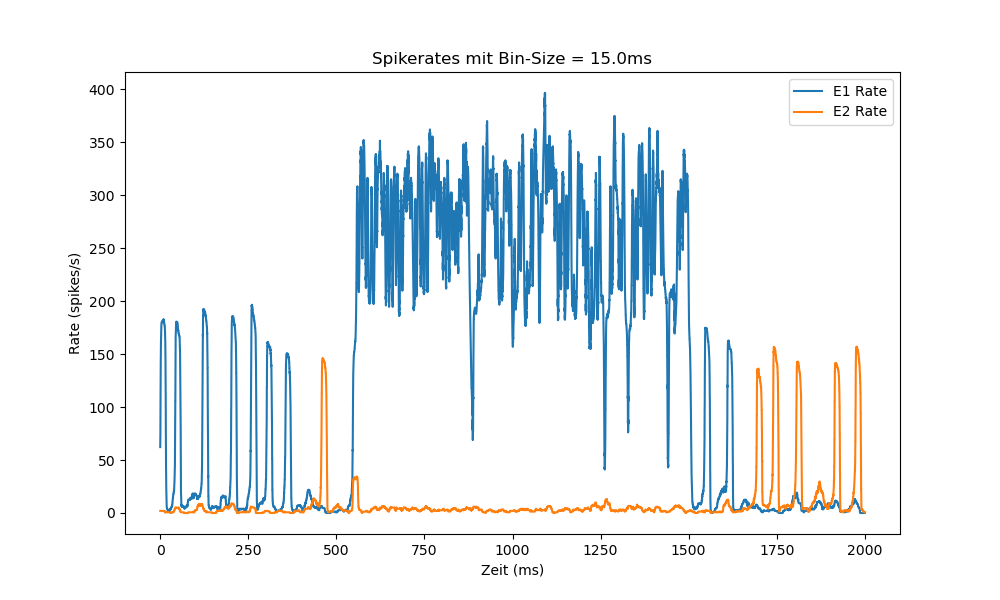 Spikerates mit Bin-Size = 15.0ms
E1 Rate
E2 Rate
Rate (spikes/s)
400
350
300
250
200
150
100
50
0
0 250 500 750 1000 1250 1500 1750 2000
Zeit (ms)